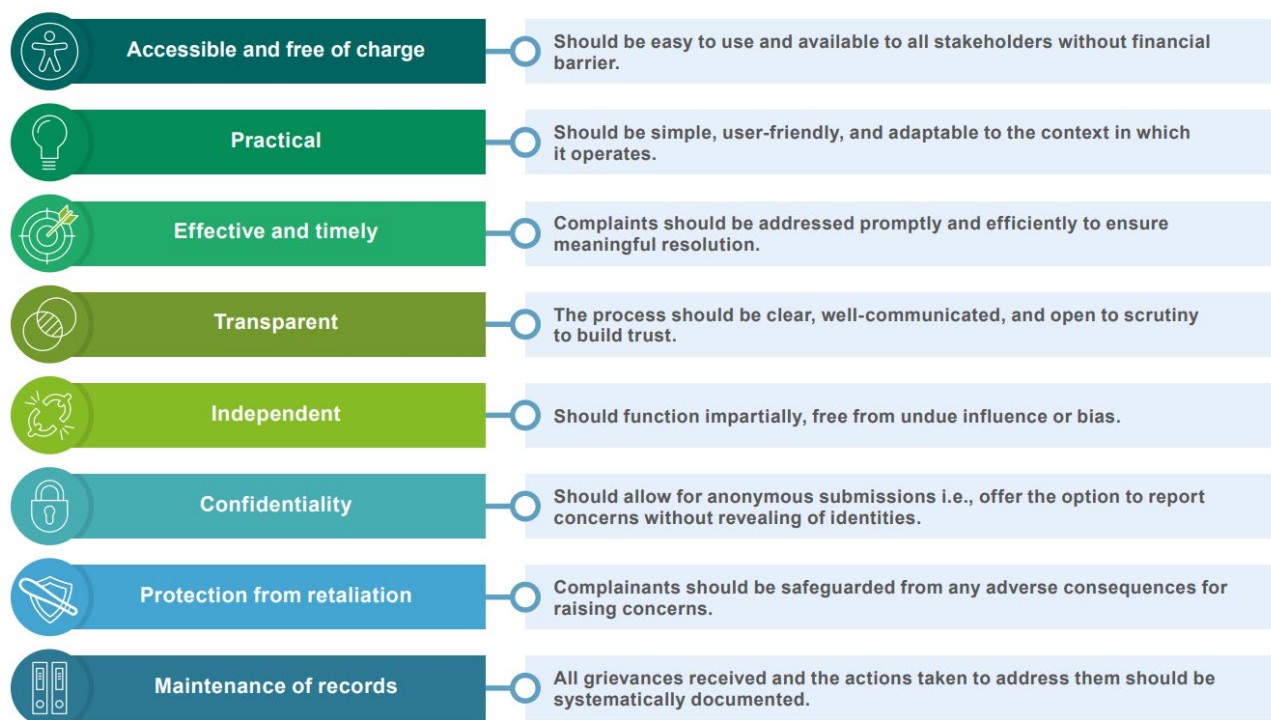 Accessible and free of charge
Should be easy to use and available to all stakeholders without financial
barrier.
Practical
Should be simple, user-friendly, and adaptable to the context in which
it operates.
Effective and timely
Complaints should be addressed promptly and efficiently to ensure
meaningful resolution.
Transparent
The process should be clear, well-communicated, and open to scrutiny
to build trust.
Independent
Should function impartially, free from undue influence or bias.
Confidentiality
Should allow for anonymous submissions i.e., offer the option to report
concerns without revealing of identities.
Protection from retaliation
Complainants should be safeguarded from any adverse consequences for
raising concerns.
Maintenance of records
All grievances received and the actions taken to address them should be
systematically documented.